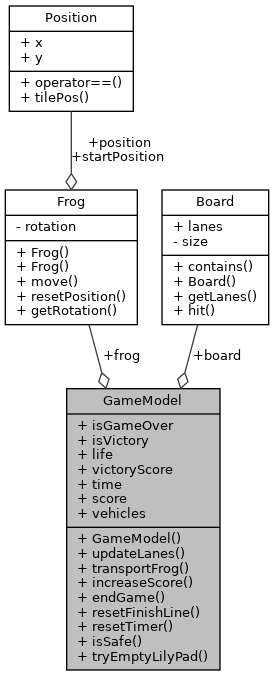 Position
+ x
+ y
+ operator==()
+ tilePos()
+position
+startPosition
Frog
- rotation
+ Frog()
+ Frog()
+ move()
+ resetPosition()
+ getRotation()
Board
+ lanes
- size
+ contains()
+ Board()
+ getLanes()
+ hit()
+frog
+board
GameModel
+ isGameOver
+ isVictory
+ life
+ victoryScore
+ time
+ score
+ vehicles
+ GameModel()
+ updateLanes()
+ transportFrog()
+ increaseScore()
+ endGame()
+ resetFinishLine()
+ resetTimer()
+ isSafe()
+ tryEmptyLilyPad()